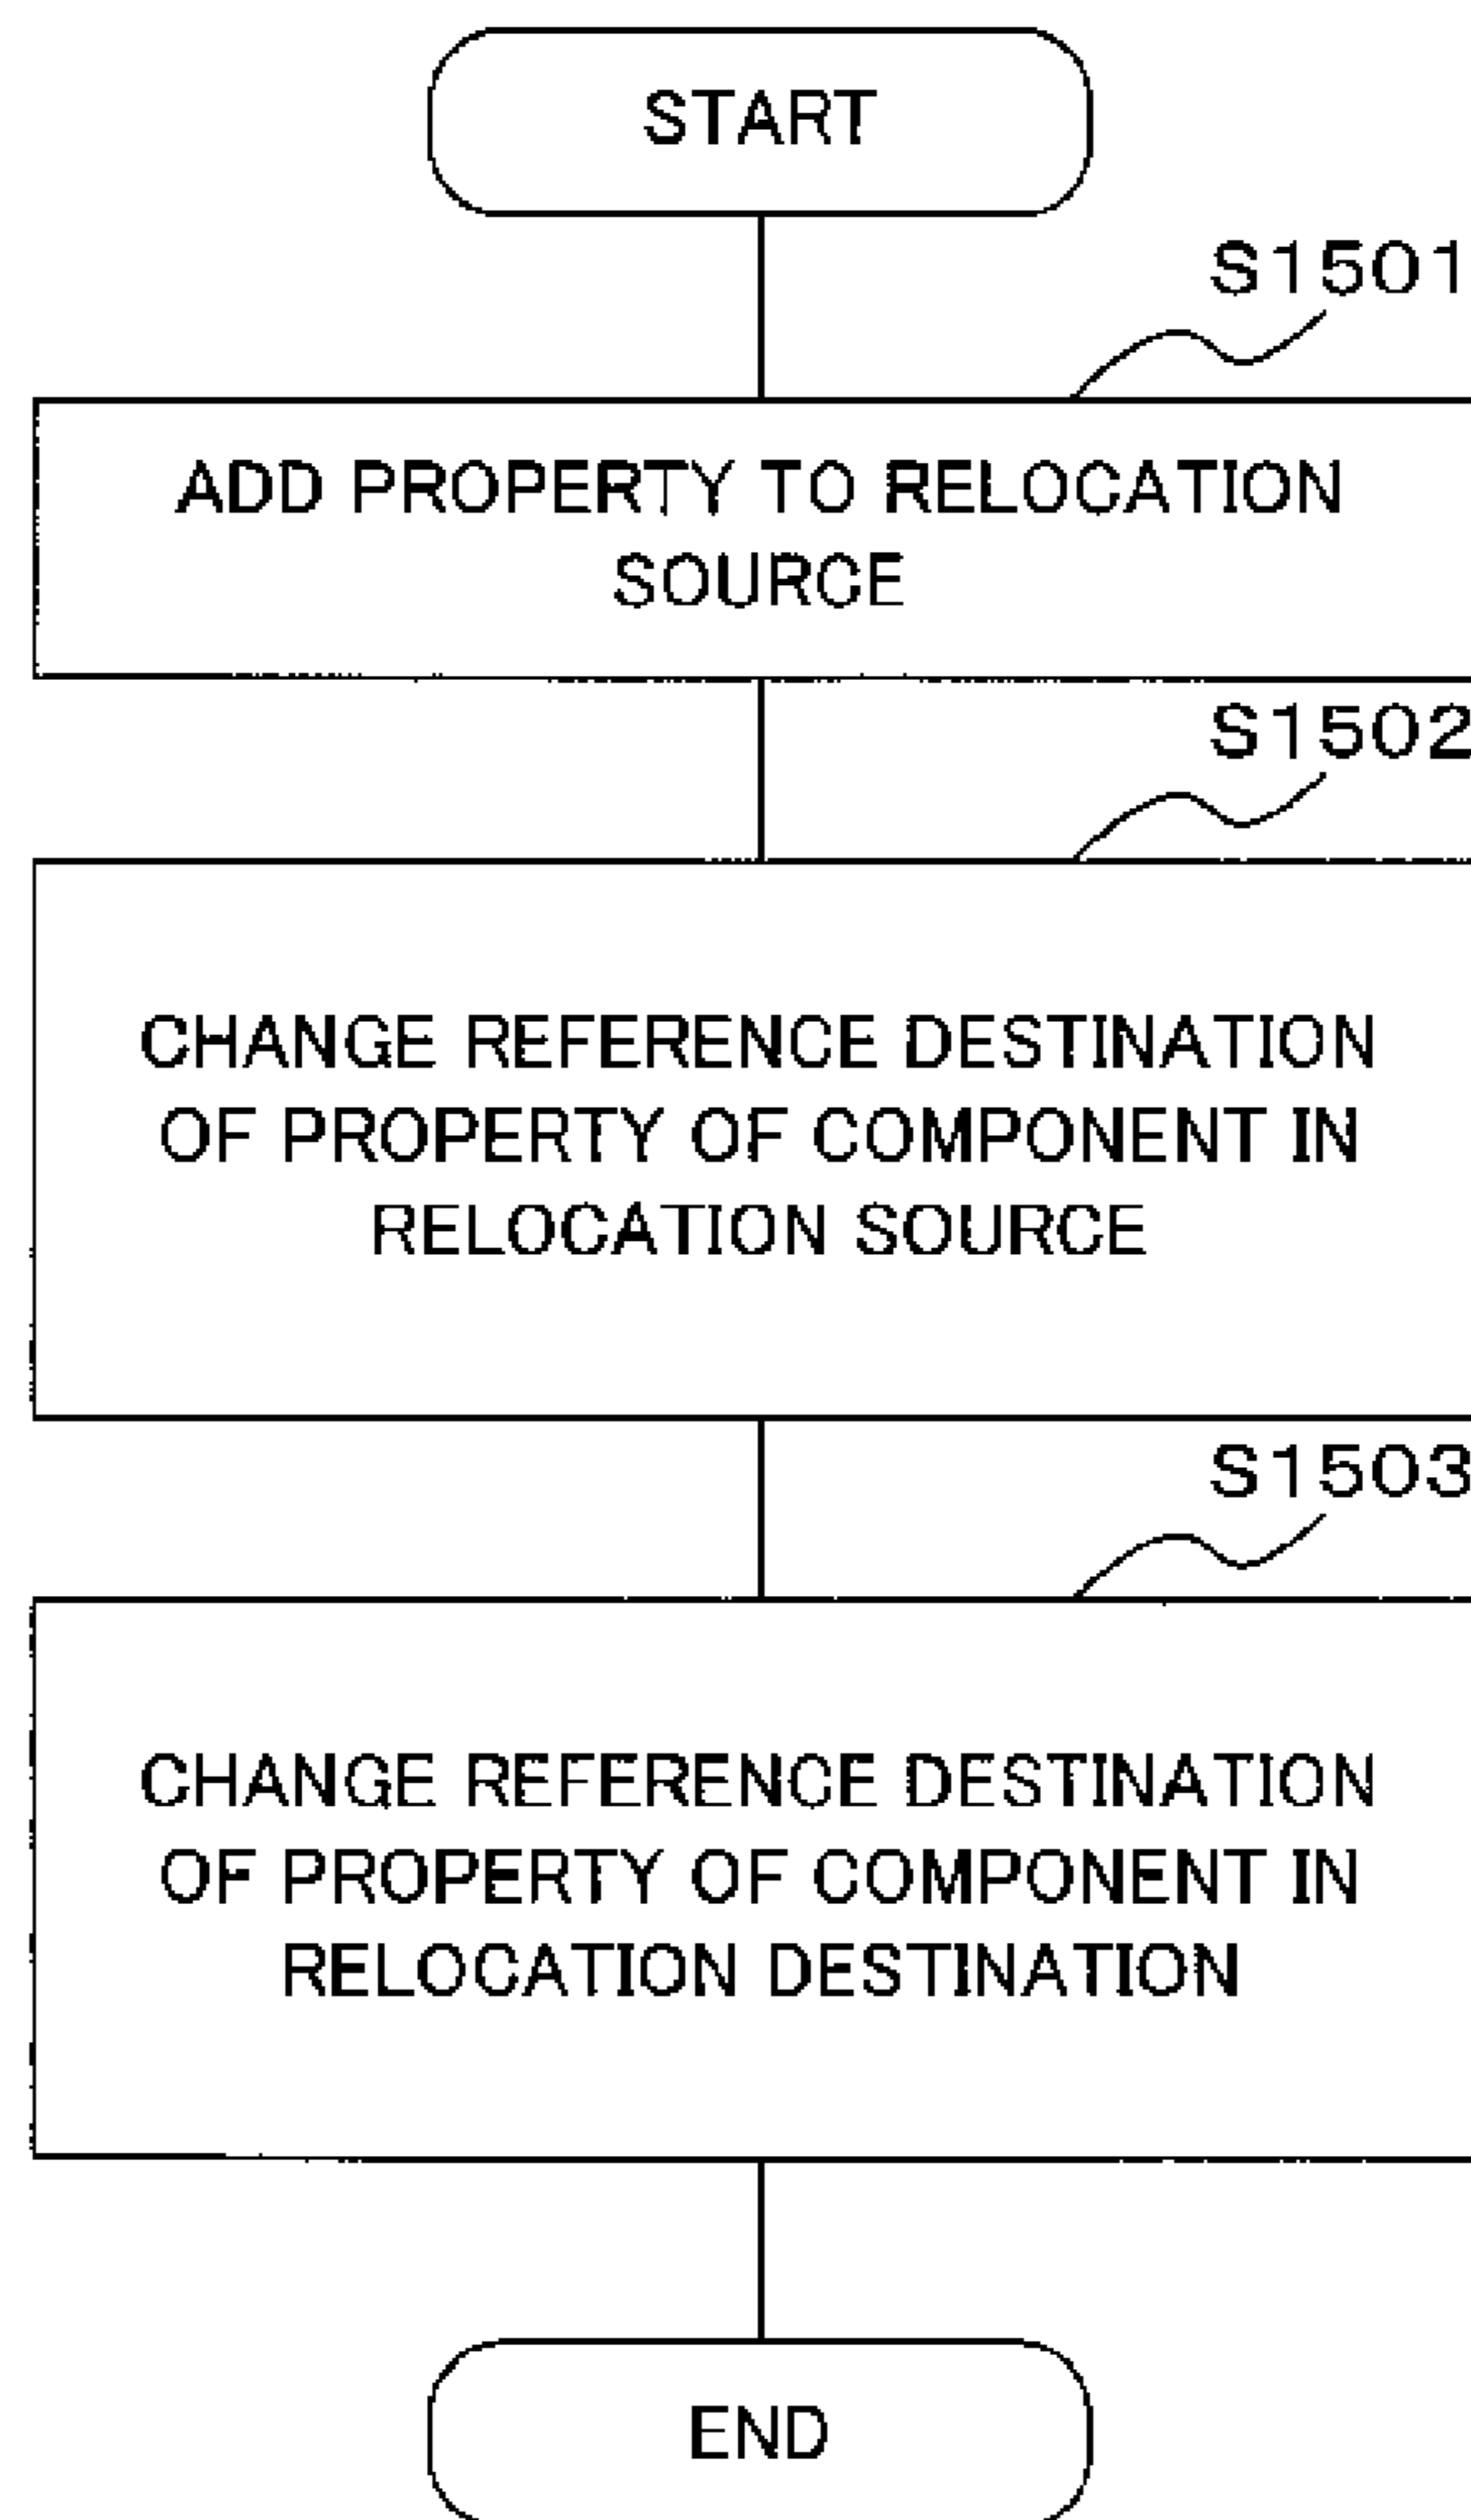 START
S1501
ADD PROPERTY TO RELOCATION
SOURCE
S1502
CHANGE REFERENCE DESTINATION
OF PROPERTY OF COMPONENT IN
RELOCATION SOURCE
S1503
CHANGE REFERENCE DESTINATION
OF PROPERTY OF COMPONENT IN
RELOCATION DESTINATION
END